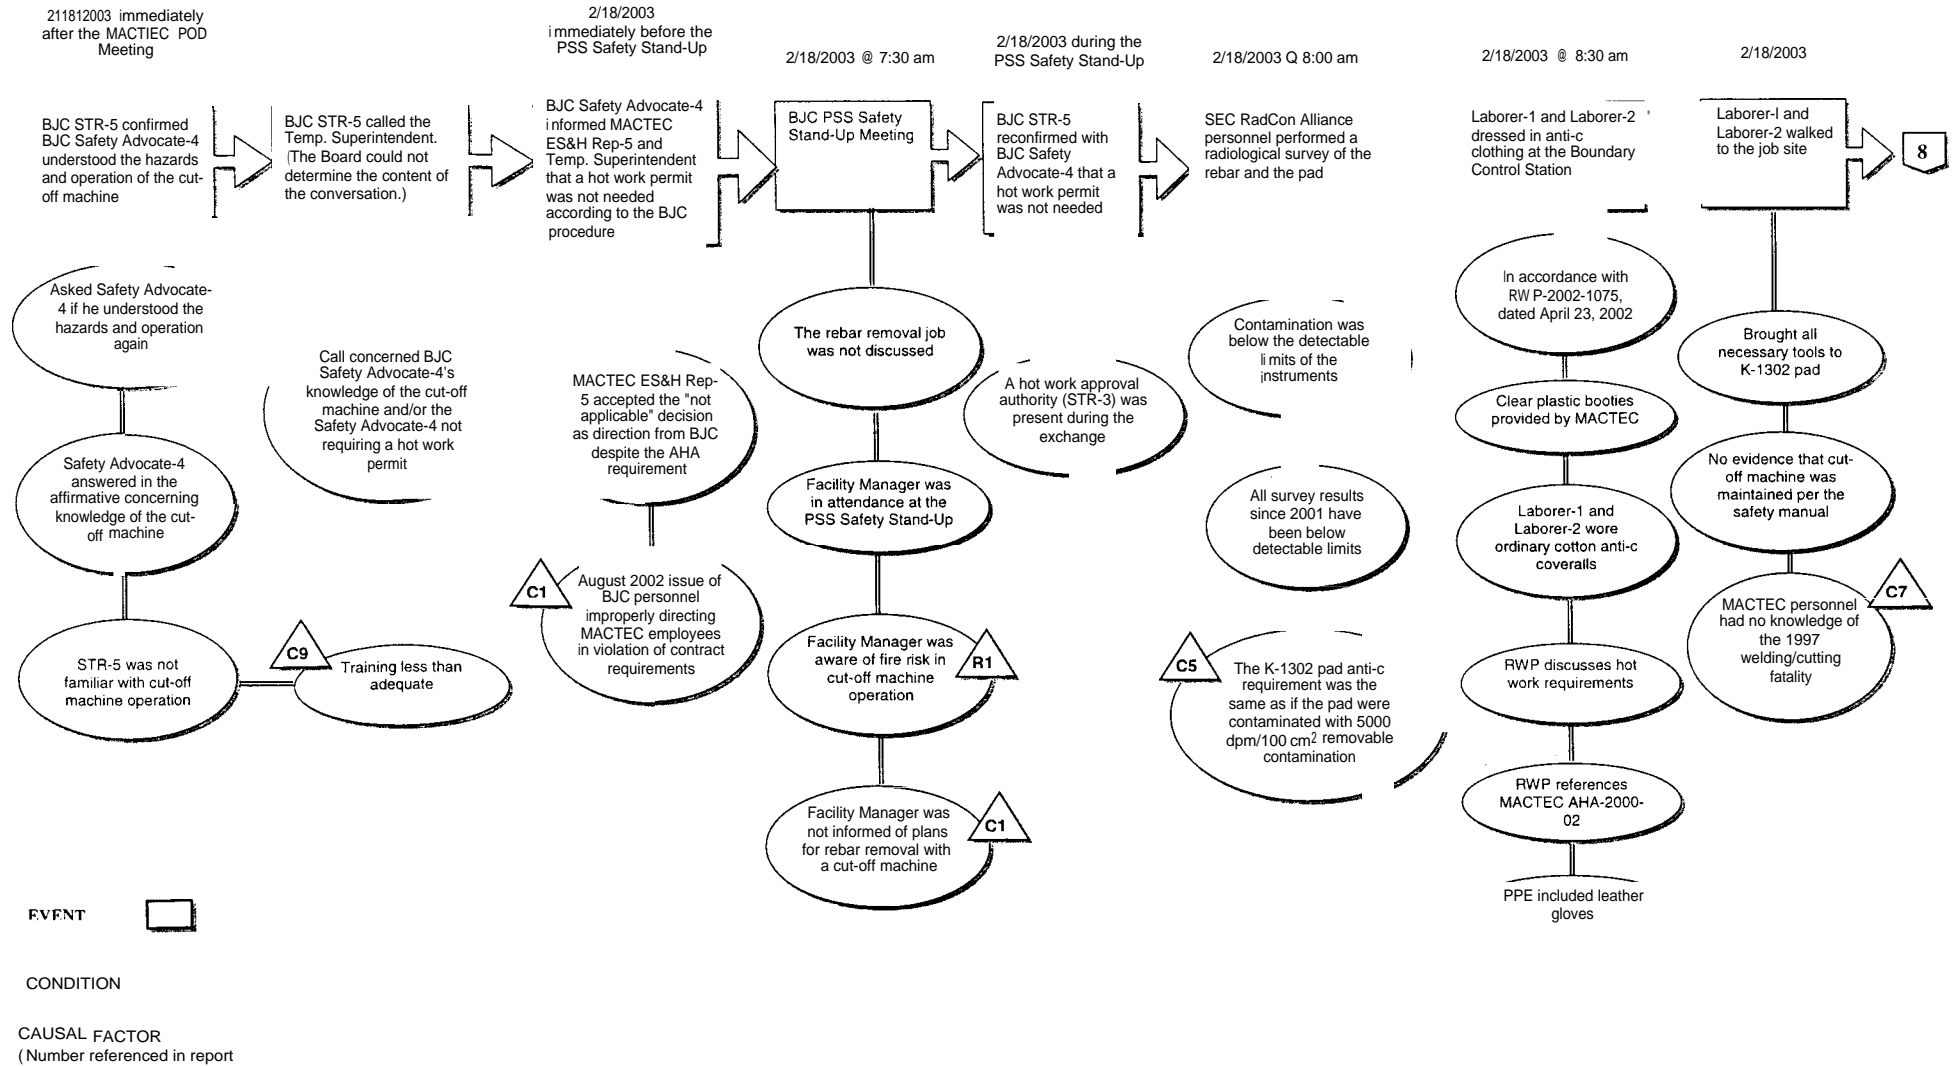 211812003 immediately
after the MACTIEC POD
Meeting
2/18/2003
immediately before the
PSS Safety Stand-Up
2/18/2003 @ 7:30 am
2/18/2003 during the
PSS Safety Stand-Up
2/18/2003 Q 8:00 am
2/18/2003 @ 8:30 am
2/18/2003
BJC STR-5 confirmed
BJC Safety Advocate-4
understood the hazards
and operation of the cut-
off machine
BJC STR-5 called the
Temp. Superintendent.
(The Board could not
determine the content of
the conversation.)
BJC Safety Advocate-4
informed MACTEC
ES&H Rep-5 and
Temp. Superintendent
that a hot work permit
was not needed
according to the BJC
procedure
BJC PSS Safety
Stand-Up Meeting
BJC STR-5
reconfirmed with
BJC Safety
Advocate-4 that a
hot work permit
was not needed
SEC RadCon Alliance
personnel performed a
radiological survey of the
rebar and the pad
Laborer-1 and Laborer-2
dressed in anti-c
clothing at the Boundary
Control Station
Laborer-I and
Laborer-2 walked
to the job site
8
Asked Safety Advocate-
4 if he understood the
hazards and operation
again
Safety Advocate-4
answered in the
affirmative concerning
knowledge of the cut-
off machine
STR-5 was not
familiar with cut-off
machine operation
C9
Training less than
adequate
Call concerned BJC
Safety Advocate-4's
knowledge of the cut-off
machine and/or the
Safety Advocate-4 not
requiring a hot work
permit
MACTEC ES&H Rep-
5 accepted the "not
applicable" decision
as direction from BJC
despite the AHA
requirement
C1
August 2002 issue of
BJC personnel
improperly directing
MACTEC employees
in violation of contract
requirements
The rebar removal job
was not discussed
Facility Manager was
in attendance at the
PSS Safety Stand-Up
Facility Manager was
aware of fire risk in
cut-off machine
operation
R1
Facility Manager was
not informed of plans
for rebar removal with
a cut-off machine
C1
A hot work approval
authority (STR-3) was
present during the
exchange
Contamination was
below the detectable
limits of the
instruments
All survey results
since 2001 have
been below
detectable limits
C5
The K-1302 pad anti-c
requirement was the
same as if the pad were
contaminated with 5000
dpm/100 cm2 removable
contamination
In accordance with
RW P-2002-1075,
dated April 23, 2002
Clear plastic booties
provided by MACTEC
Laborer-1 and
Laborer-2 wore
ordinary cotton anti-c
coveralls
RWP discusses hot
work requirements
RWP references
MACTEC AHA-2000-
02
PPE included leather
gloves
Brought all
necessary tools to
K-1302 pad
No evidence that cut-
off machine was
maintained per the
safety manual
C7
MACTEC personnel
had no knowledge of
the 1997
welding/cutting
fatality
EVENT
CONDITION
CAUSAL FACTOR
(Number referenced in report